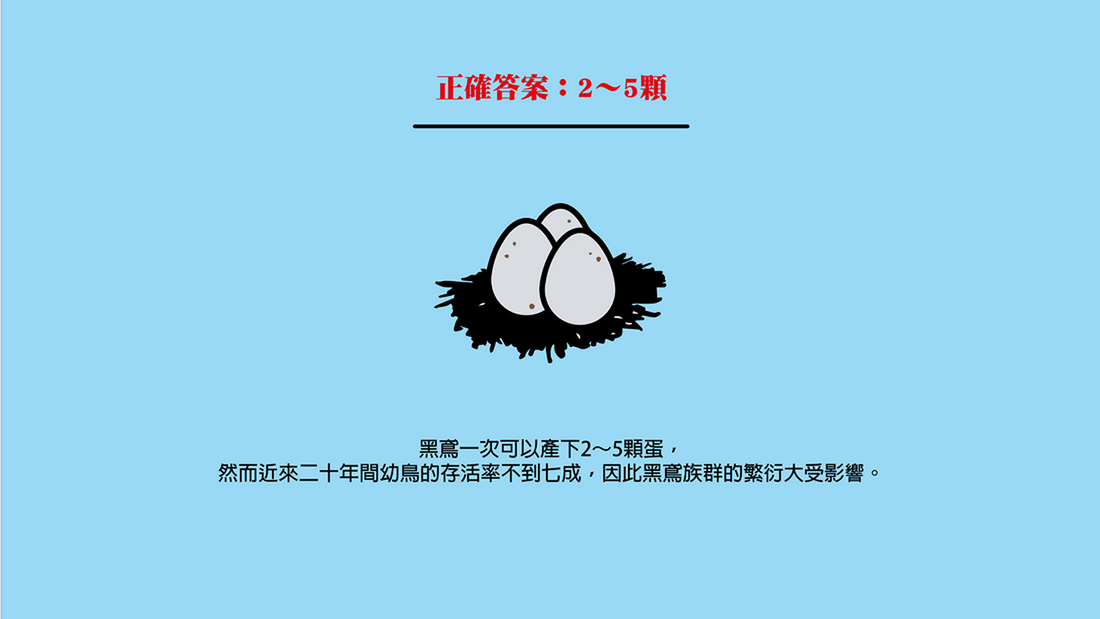 正確答案：2～5顆
黑鳶一次可以產下2～5顆蛋，
然而近來二十年間幼鳥的存活率不到七成，因此黑鳶族群的繁衍大受影響。